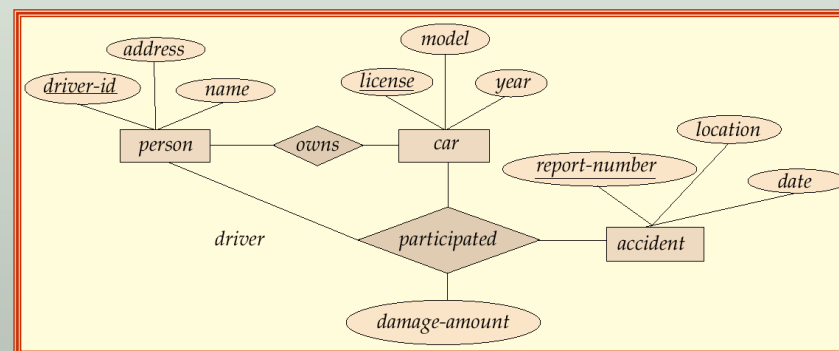 model
address
driver-id
name
license
year
location
person
owns
car
report-number
date
driver
participated
accident
damage-amount